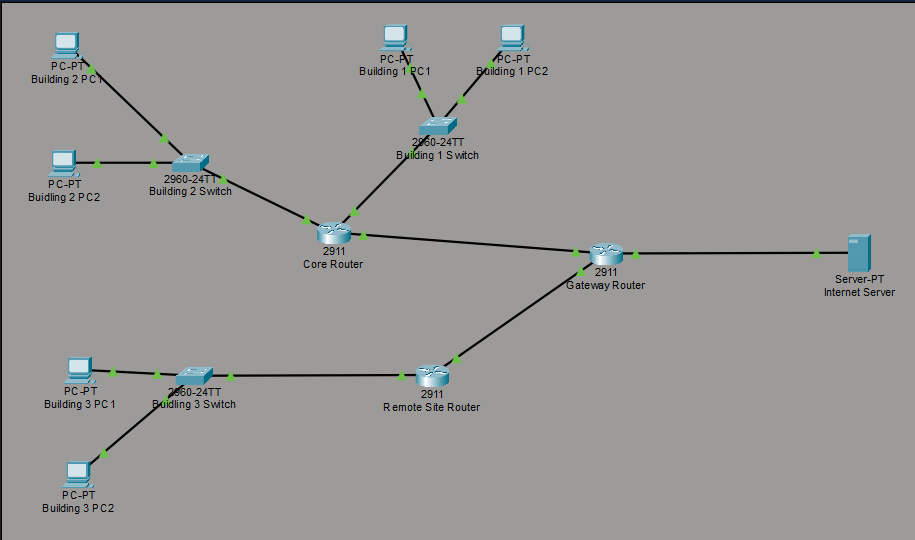 PC-PT
Building 2 PC1
PC-PT
Building 1 PC1
PC-PT
Building 1 PC2
2960-24TT
Building 1 Switch
PC-PT
Buidling 2 PC2
2960-24TT
Building 2 Switch
2911
Core Router
2911
Gateway Router
Server-PT
Internet Server
PC-PT
Building 3 PC1
2960-24TT
Buidling 3 Switch
2911
Remote Site Router
PC-PT
Building 3 PC2